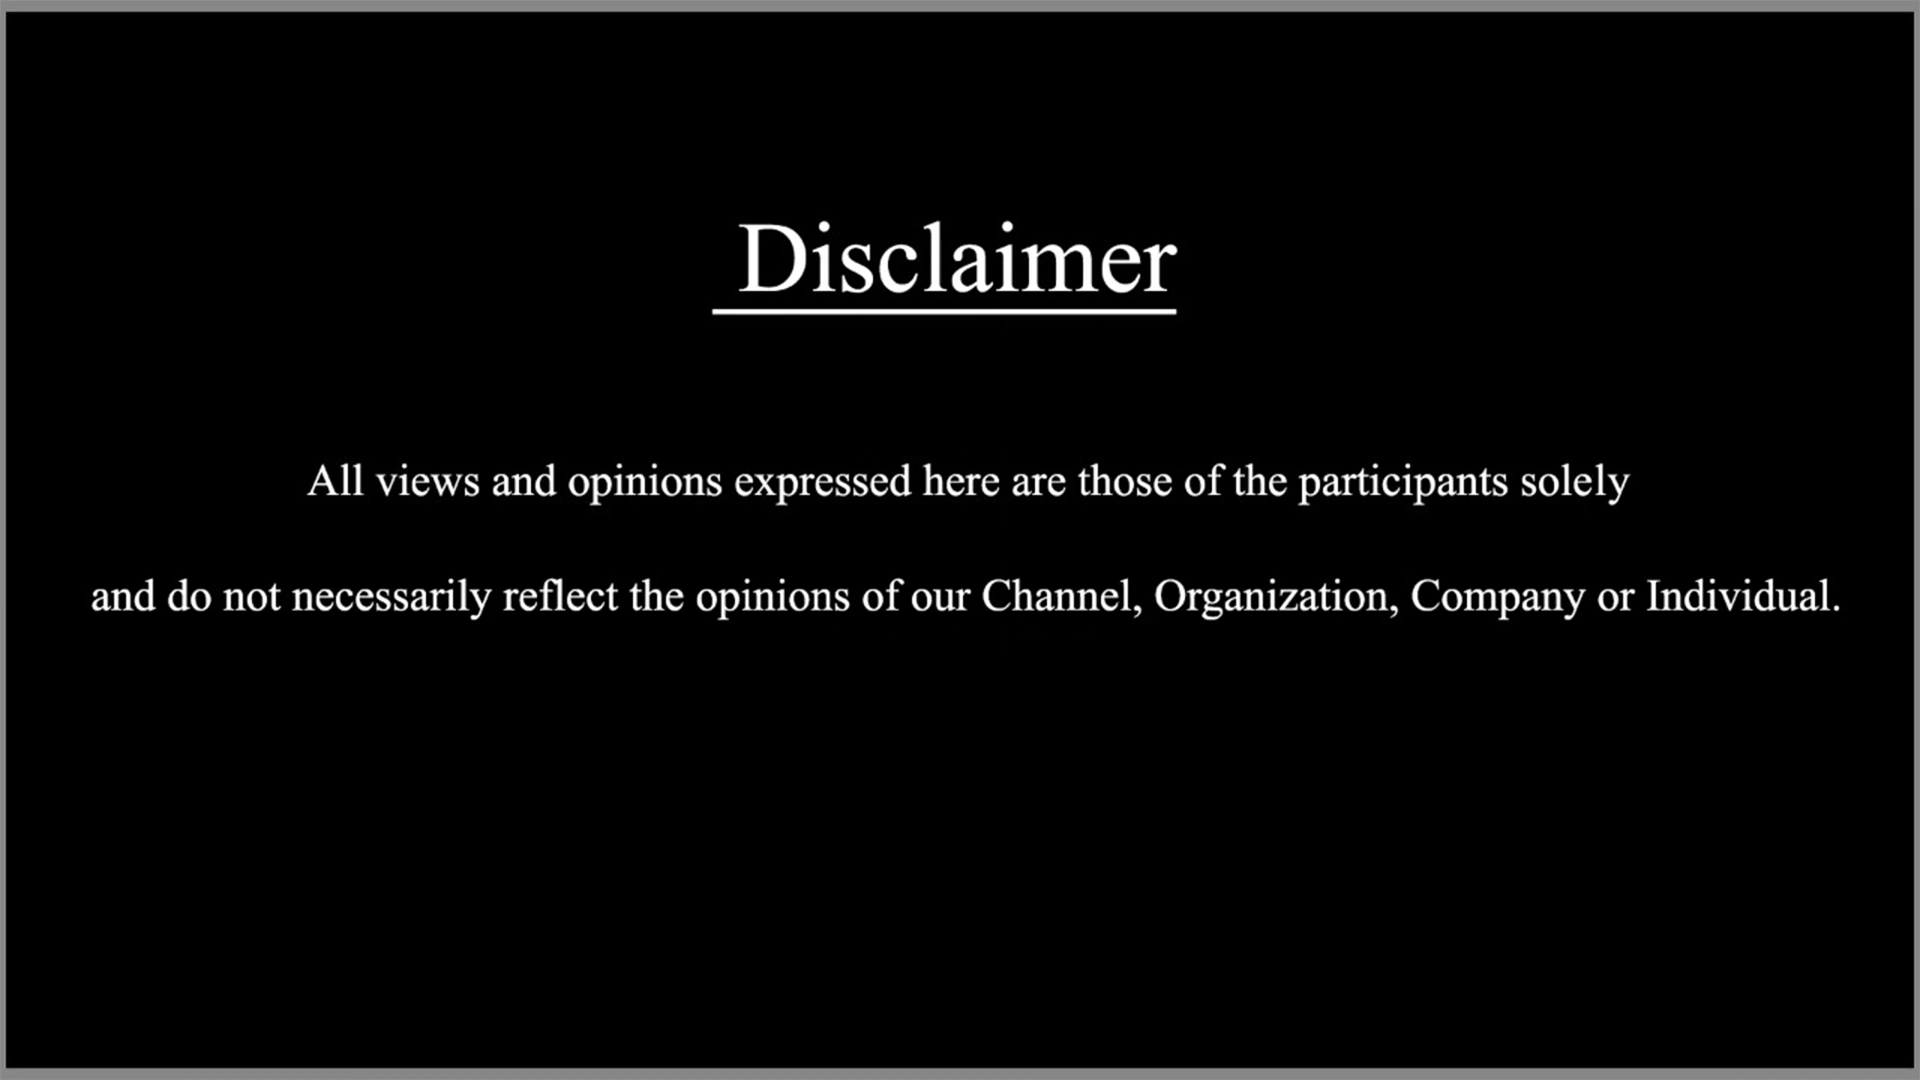 Disclaimer
All views and opinions expressed here are those of the participants solely
and do not necessarily reflect the opinions of our Channel, Organization, Company or Individual.